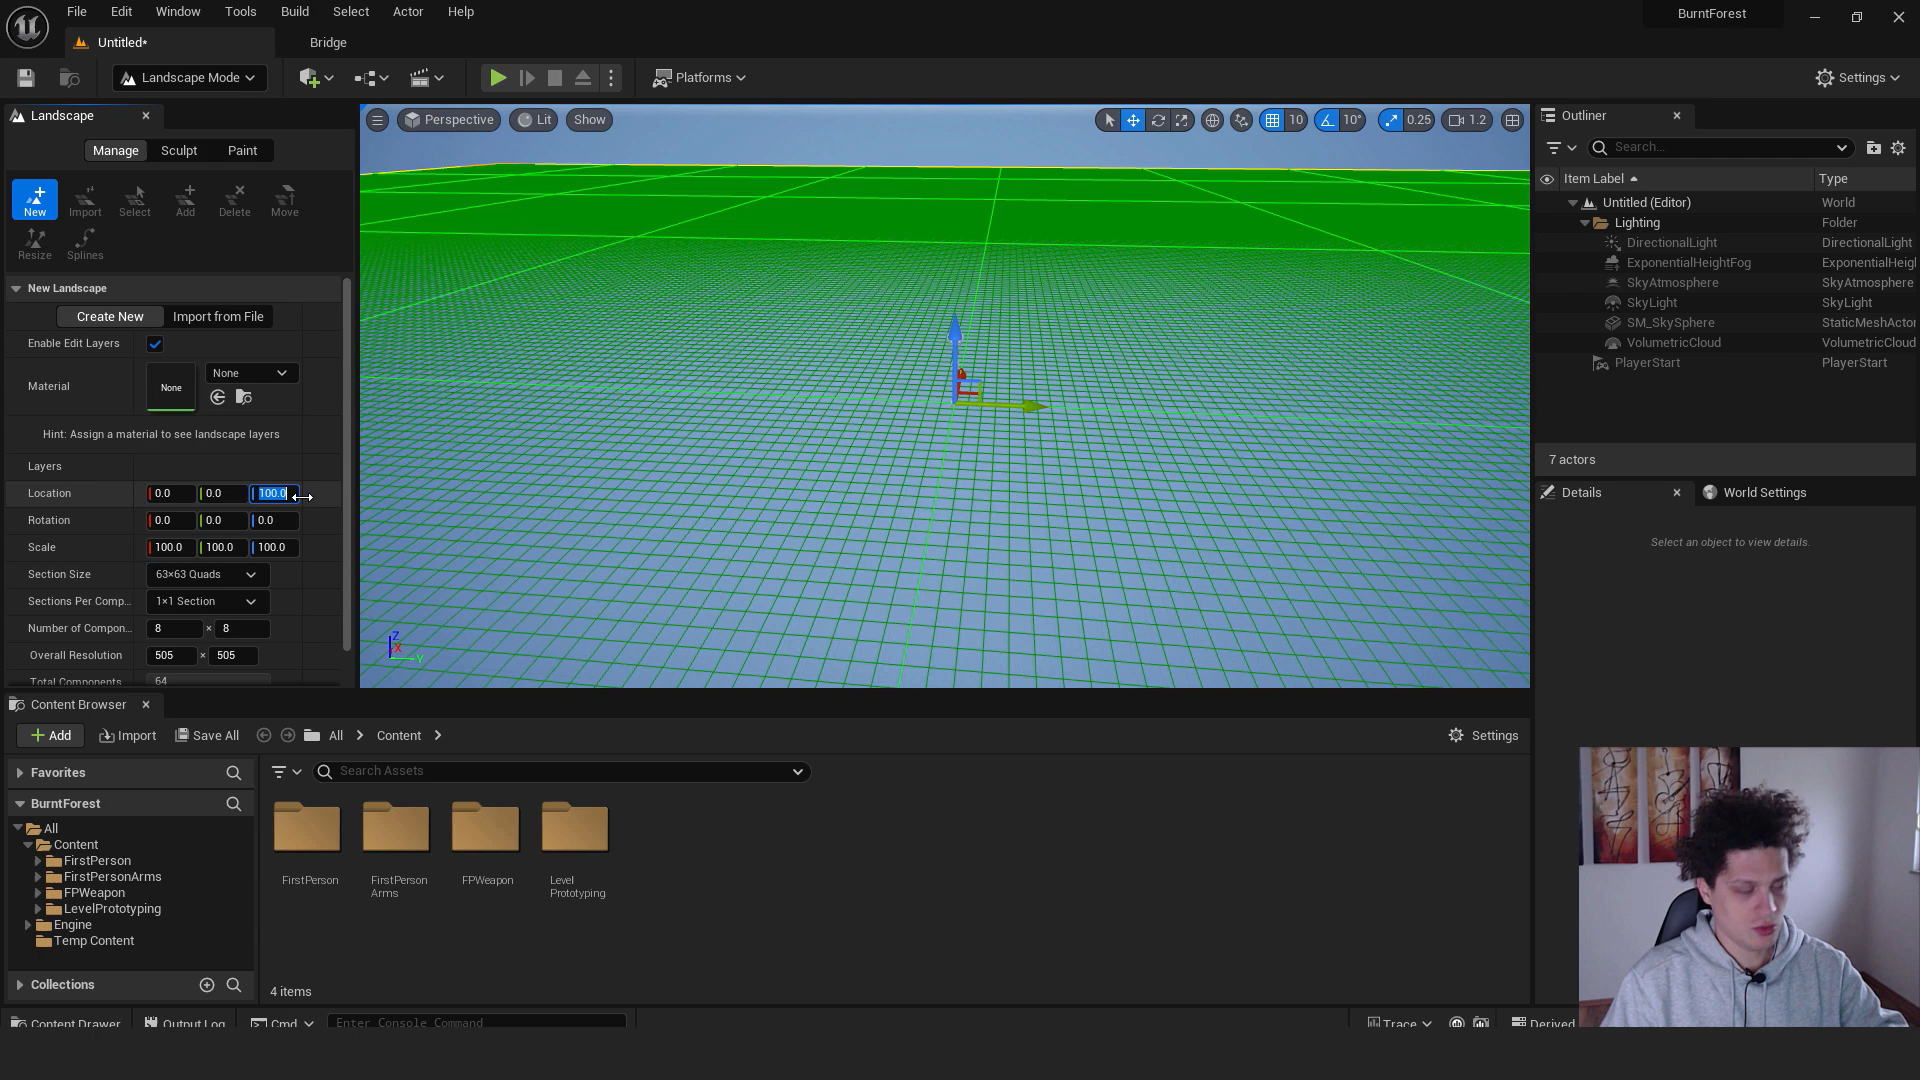 File Edit Window Tools Build Select Actor Help BurntForest
Untitled* Bridge
Landscape Mode Platforms Settings
Landscape
Manage Sculpt Paint
New Import Select Add Delete Move
Resize Splines
New Landscape
Create New Import from File
Enable Edit Layers
Material None None
Hint: Assign a material to see landscape layers
Layers
Location 0.0 0.0 100.0
Rotation 0.0 0.0 0.0
Scale 100.0 100.0 100.0
Section Size 63×63 Quads
Sections Per Comp... 1×1 Section
Number of Compon... 8 × 8
Overall Resolution 505 × 505
Total Components 64
Perspective Lit Show 10 10° 0.25 1.2
Z
X
Y
Outliner
Search...
Item Label Type
Untitled (Editor) World
Lighting Folder
DirectionalLight DirectionalLight
ExponentialHeightFog ExponentialHeigl
SkyAtmosphere SkyAtmosphere
SkyLight SkyLight
SM_SkySphere StaticMeshActor
VolumetricCloud VolumetricCloud
PlayerStart PlayerStart
7 actors
Details World Settings
Select an object to view details.
Content Browser
Add Import Save All All Content Settings
Favorites
BurntForest
All
Content
FirstPerson
FirstPersonArms
FPWeapon
LevelPrototyping
Engine
Temp Content
Collections
Search Assets
FirstPerson
FirstPerson
Arms
FPWeapon
Level
Prototyping
4 items
Content Drawer Output Log Cmd Enter Console Command Trace Derived